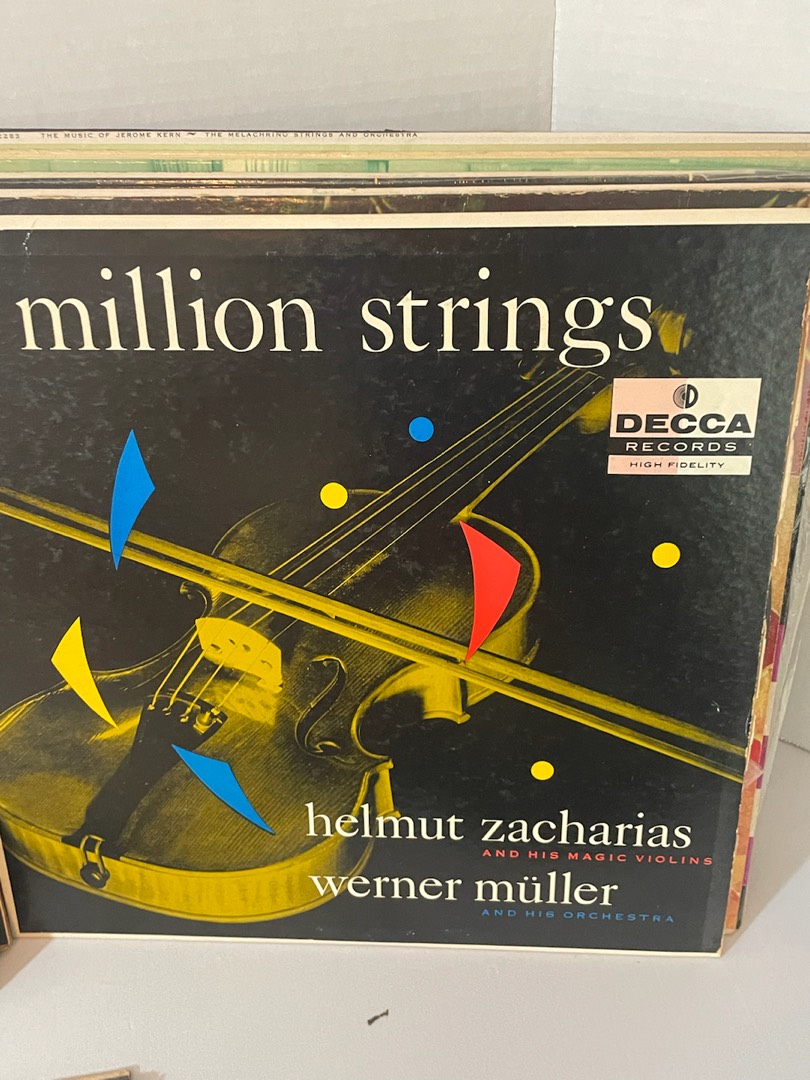 2283 THE MUSIC OF JEROME KERN ~ THE MELACHRINO STRINGS AND ORCHESTRA
million strings
DECCA
RECORDS
HIGH FIDELITY
helmut zacharias
AND HIS MAGIC VIOLINS
werner müller
AND HIS ORCHESTRA